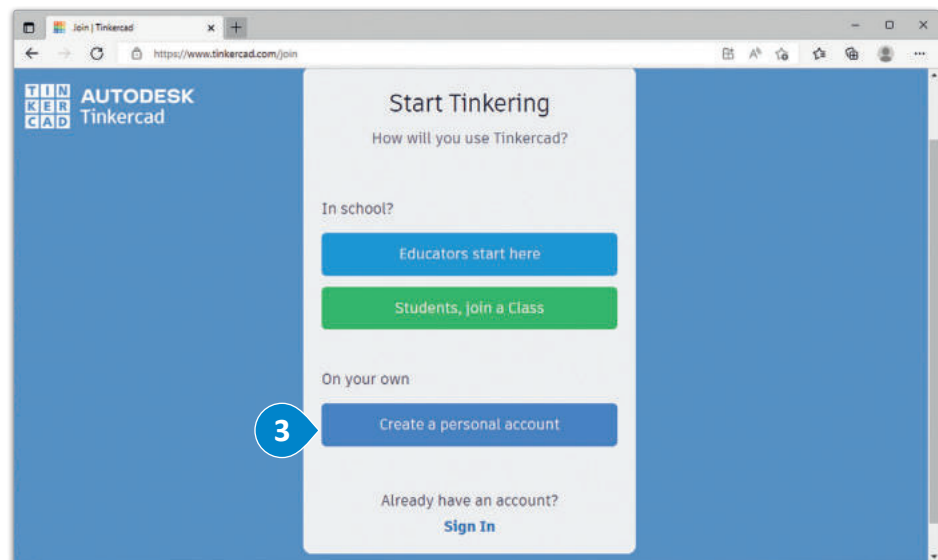 Join | Tinkercad
https://www.tinkercad.com/join
TIN
KER
CAD
AUTODESK
Tinkercad
Start Tinkering
How will you use Tinkercad?
In school?
Educators start here
Students, join a Class
On your own
3
Create a personal account
Already have an account?
Sign In